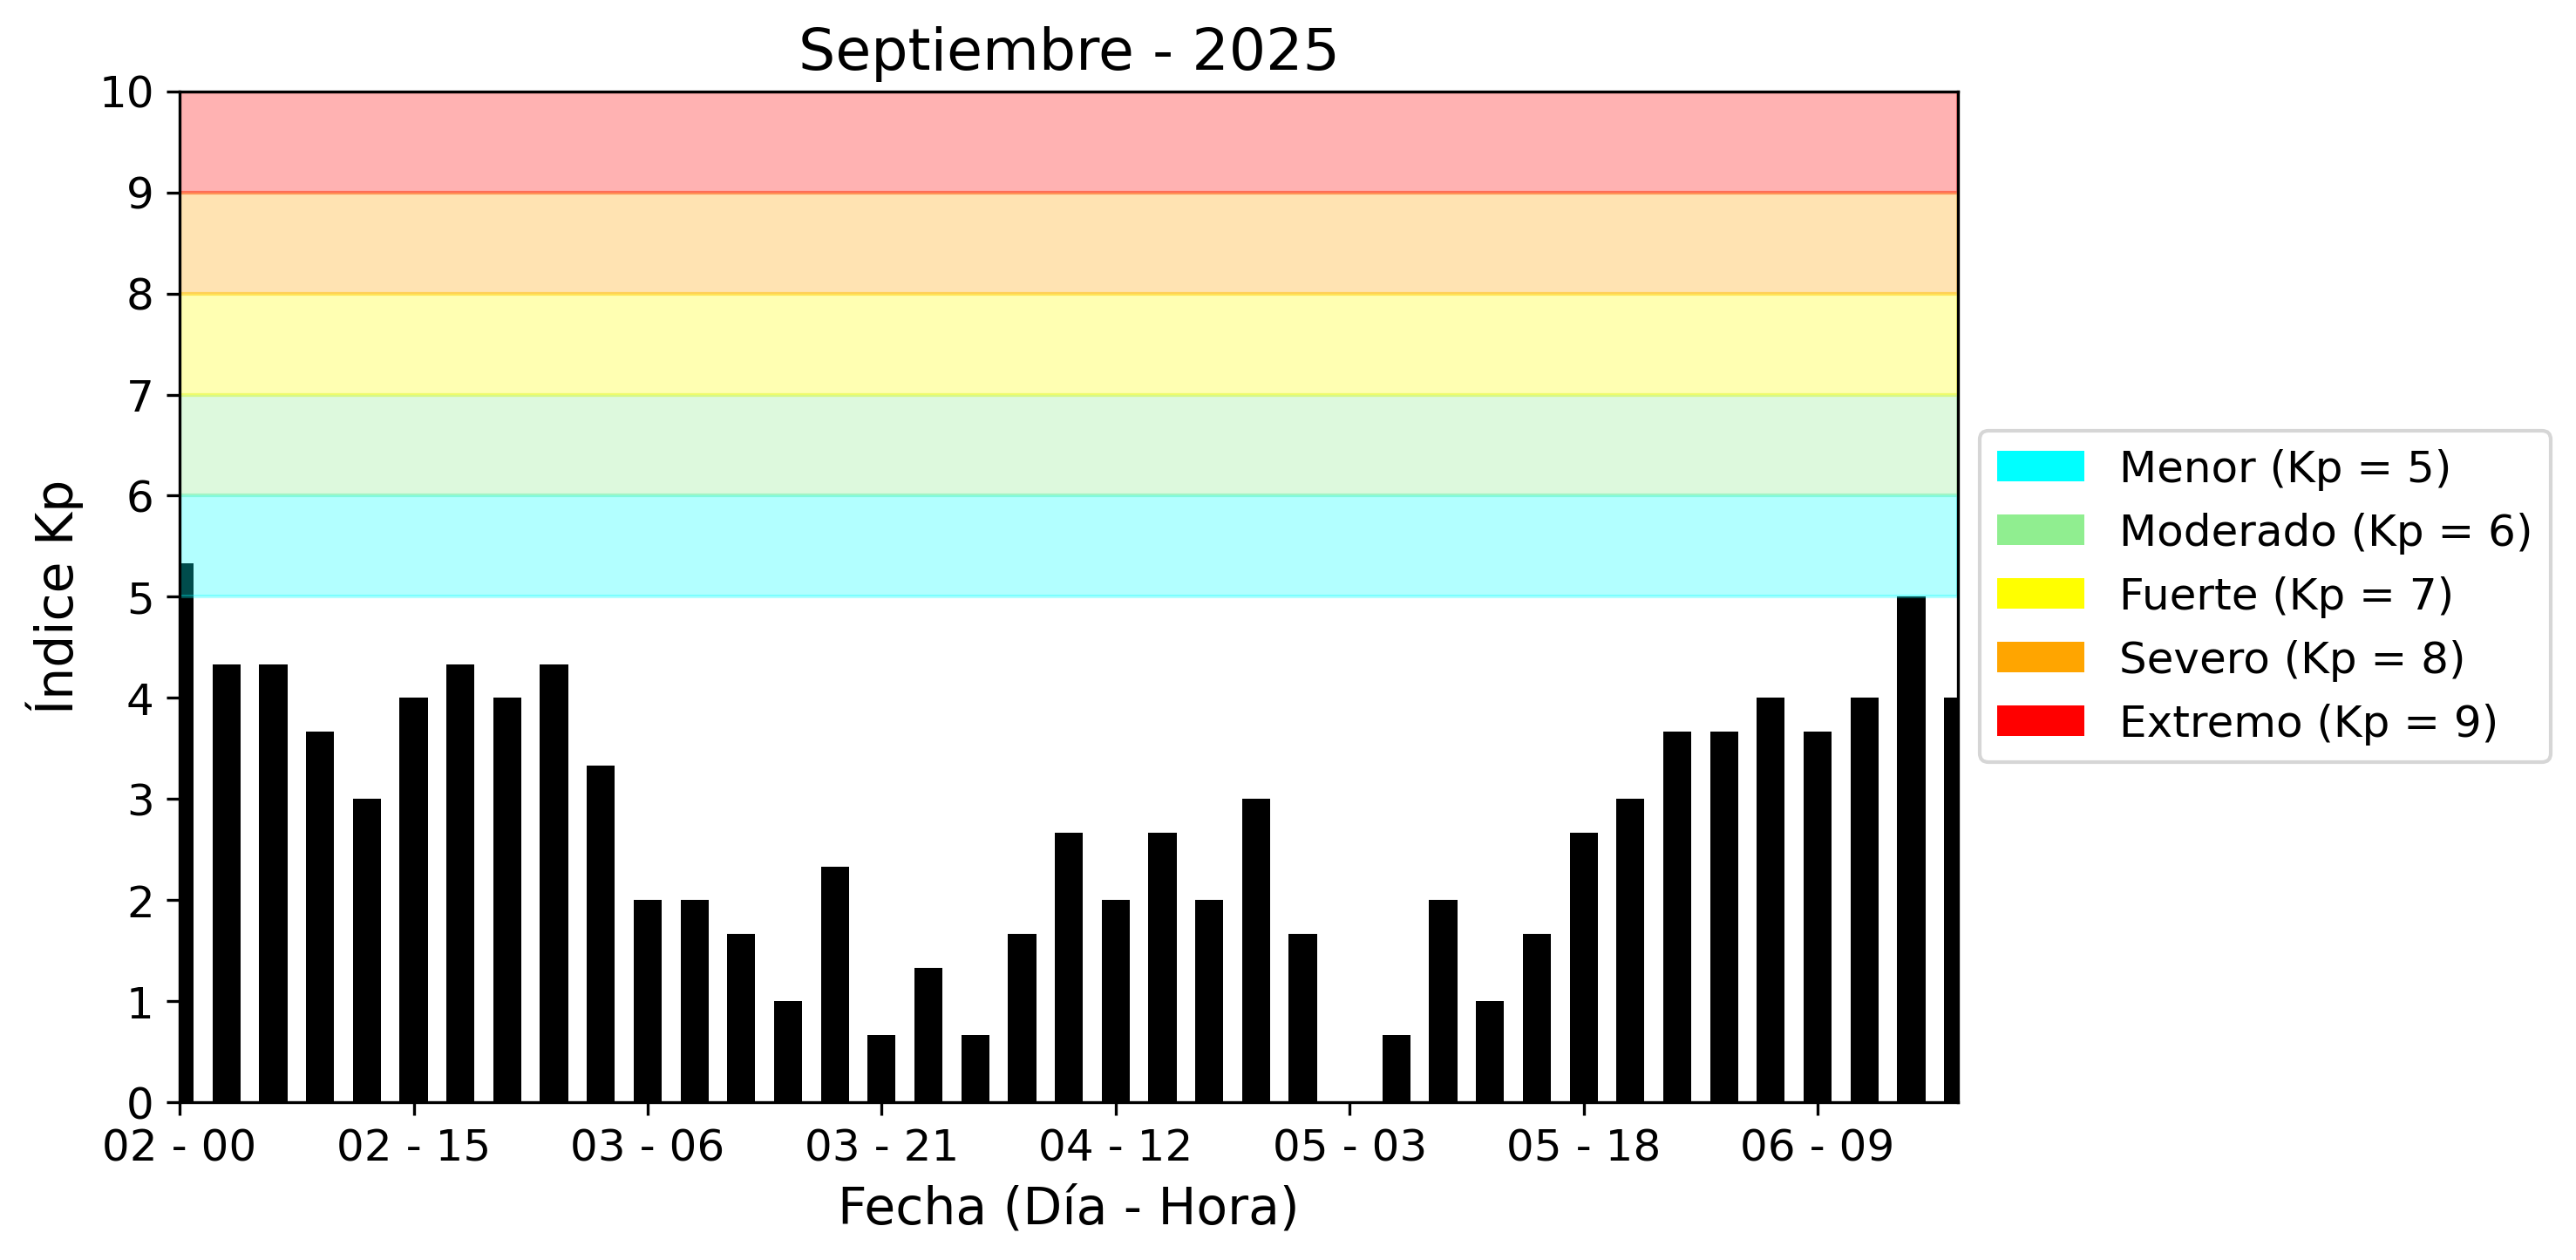 Septiembre - 2025
Índice Kp
10
9
8
7
6
5
4
3
2
1
0
02 - 00
02 - 15
03 - 06
03 - 21
04 - 12
05 - 03
05 - 18
06 - 09
Fecha (Día - Hora)
Menor (Kp = 5)
Moderado (Kp = 6)
Fuerte (Kp = 7)
Severo (Kp = 8)
Extremo (Kp = 9)